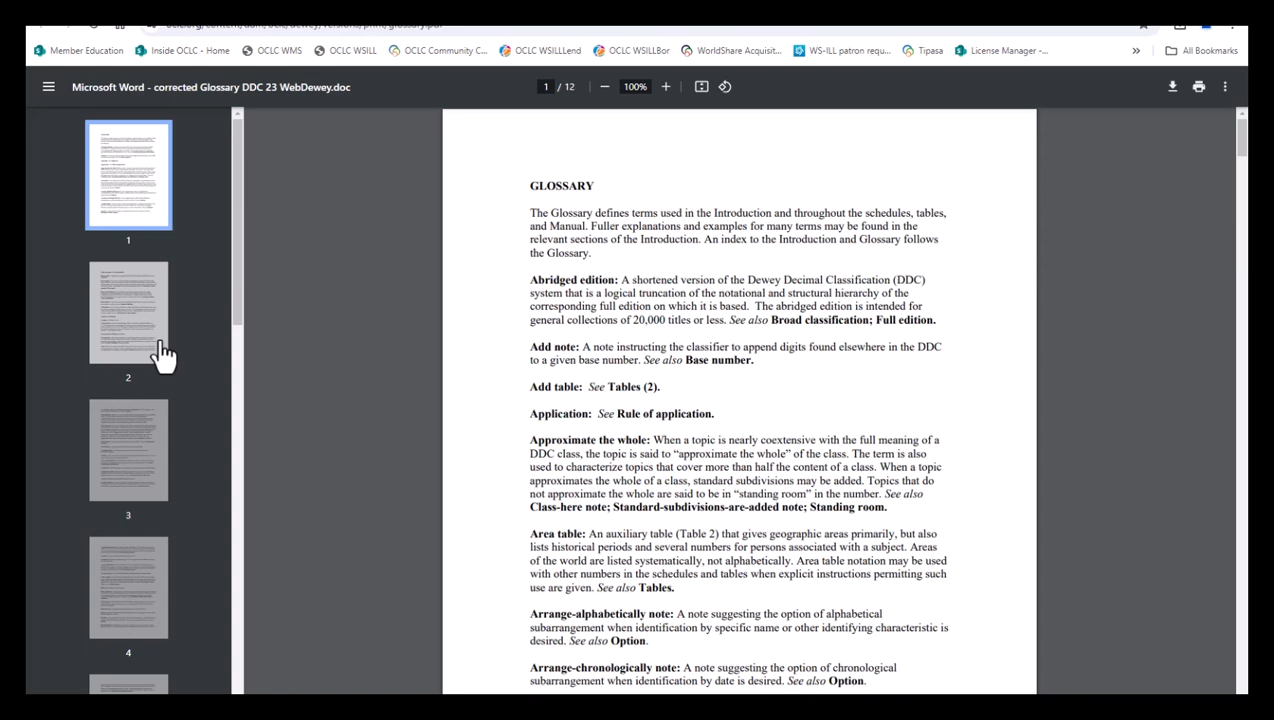 Member Education
Inside OCLC - Home
OCLC WMS
OCLC WSILL
OCLC Community C...
OCLC WSILLLend
OCLC WSILLBor
WorldShare Acquisit...
WS-ILL patron requ...
Tipasa
License Manager -...
»
All Bookmarks
Microsoft Word - corrected Glossary DDC 23 WebDewey.doc
1 / 12
100%
1
2
3
4
GLOSSARY
The Glossary defines terms used in the Introduction and throughout the schedules, tables,
and Manual. Fuller explanations and examples for many terms may be found in the
relevant sections of the Introduction. An index to the Introduction and Glossary follows
the Glossary.
Abridged edition: A shortened version of the Dewey Decimal Classification (DDC)
system that is a logical truncation of the notational and structural hierarchy of the
corresponding full edition on which it is based. The abridged edition is intended for
general collections of 20,000 titles or less. See also Broad classification; Full edition.
Add note: A note instructing the classifier to append digits found elsewhere in the DDC
to a given base number. See also Base number.
Add table: See Tables (2).
Application: See Rule of application.
Approximate the whole: When a topic is nearly coextensive with the full meaning of a
DDC class, the topic is said to “approximate the whole” of the class. The term is also
used to characterize topics that cover more than half the content of a class. When a topic
approximates the whole of a class, standard subdivisions may be added. Topics that do
not approximate the whole are said to be in “standing room” in the number. See also
Class-here note; Standard-subdivisions-are-added note; Standing room.
Area table: An auxiliary table (Table 2) that gives geographic areas primarily, but also
lists historical periods and several numbers for persons associated with a subject. Areas
of the world are listed systematically, not alphabetically. Area table notation may be used
with other numbers in the schedules and tables when explicit instructions permitting such
use are given. See also Tables.
Arrange-alphabetically note: A note suggesting the option of alphabetical
subarrangement when identification by specific name or other identifying characteristic is
desired. See also Option.
Arrange-chronologically note: A note suggesting the option of chronological
subarrangement when identification by date is desired. See also Option.